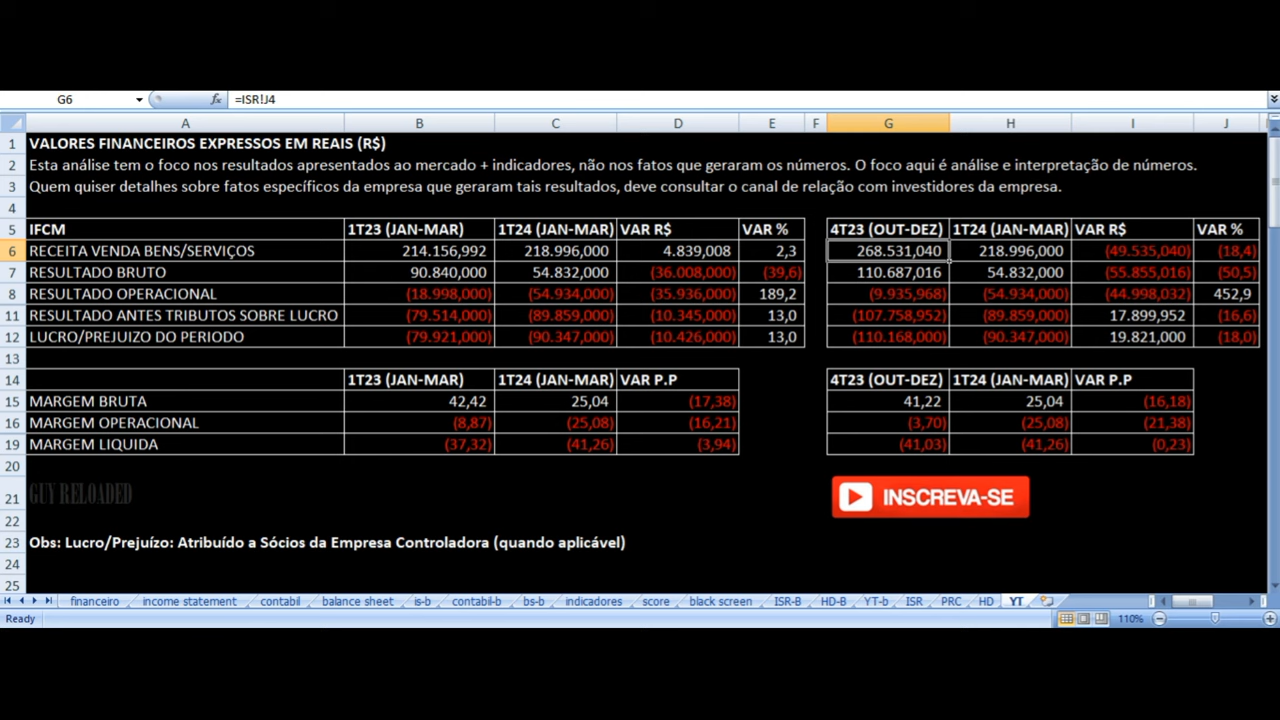 G6 fx =ISR!J4
A B C D E F G H I J
1 VALORES FINANCEIROS EXPRESSOS EM REAIS (R$)
2 Esta análise tem o foco nos resultados apresentados ao mercado + indicadores, não nos fatos que geraram os números. O foco aqui é análise e interpretação de números.
3 Quem quiser detalhes sobre fatos específicos da empresa que geraram tais resultados, deve consultar o canal de relação com investidores da empresa.
4
5 IFCM 1T23 (JAN-MAR) 1T24 (JAN-MAR) VAR R$ VAR % 4T23 (OUT-DEZ) 1T24 (JAN-MAR) VAR R$ VAR %
6 RECEITA VENDA BENS/SERVIÇOS 214.156,992 218.996,000 4.839,008 2,3 268.531,040 218.996,000 (49.535,040) (18,4)
7 RESULTADO BRUTO 90.840,000 54.832,000 (36.008,000) (39,6) 110.687,016 54.832,000 (55.855,016) (50,5)
8 RESULTADO OPERACIONAL (18.998,000) (54.934,000) (35.936,000) 189,2 (9.935,968) (54.934,000) (44.998,032) 452,9
11 RESULTADO ANTES TRIBUTOS SOBRE LUCRO (79.514,000) (89.859,000) (10.345,000) 13,0 (107.758,952) (89.859,000) 17.899,952 (16,6)
12 LUCRO/PREJUIZO DO PERIODO (79.921,000) (90.347,000) (10.426,000) 13,0 (110.168,000) (90.347,000) 19.821,000 (18,0)
13
14 1T23 (JAN-MAR) 1T24 (JAN-MAR) VAR P.P 4T23 (OUT-DEZ) 1T24 (JAN-MAR) VAR P.P
15 MARGEM BRUTA 42,42 25,04 (17,38) 41,22 25,04 (16,18)
16 MARGEM OPERACIONAL (8,87) (25,08) (16,21) (3,70) (25,08) (21,38)
19 MARGEM LIQUIDA (37,32) (41,26) (3,94) (41,03) (41,26) (0,23)
20
21 GUY RELOADED INSCREVA-SE
22
23 Obs: Lucro/Prejuízo: Atribuído a Sócios da Empresa Controladora (quando aplicável)
24
25
financeiro income statement contabil balance sheet is-b contabil-b bs-b indicadores score black screen ISR-B HD-B YT-b ISR PRC HD YT
Ready 110%